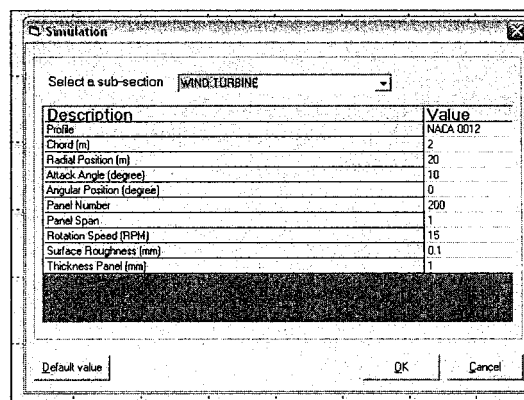 Simulation
Select a sub-section WIND TURBINE
Description Value
Profile NACA 0012
Chord (m) 2
Radial Position (m) 20
Attack Angle (degree) 10
Angular Position (degree) 0
Panel Number 200
Panel Span 1
Rotation Speed (RPM) 15
Surface Roughness (mm) 0.1
Thickness Panel (mm) 1
Default value OK Cancel